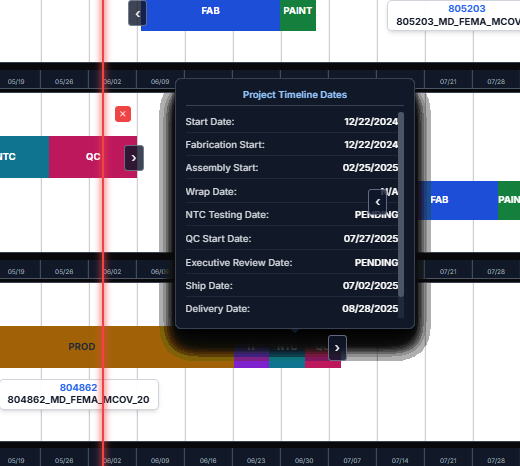 ‹
FAB
PAINT
805203
805203_MD_FEMA_MCOV
05/19
05/26
06/02
06/09
07/21
07/28
Project Timeline Dates
Start Date: 12/22/2024
Fabrication Start: 12/22/2024
Assembly Start: 02/25/2025
Wrap Date: N/A
NTC Testing Date: PENDING
QC Start Date: 07/27/2025
Executive Review Date: PENDING
Ship Date: 07/02/2025
Delivery Date: 08/28/2025
×
NTC
QC
›
‹
FAB
PAIN
05/19
05/26
06/02
06/09
07/21
07/28
PROD
NTC
›
804862
804862_MD_FEMA_MCOV_20
05/19
05/26
06/02
06/09
06/16
06/23
06/30
07/07
07/14
07/21
07/28